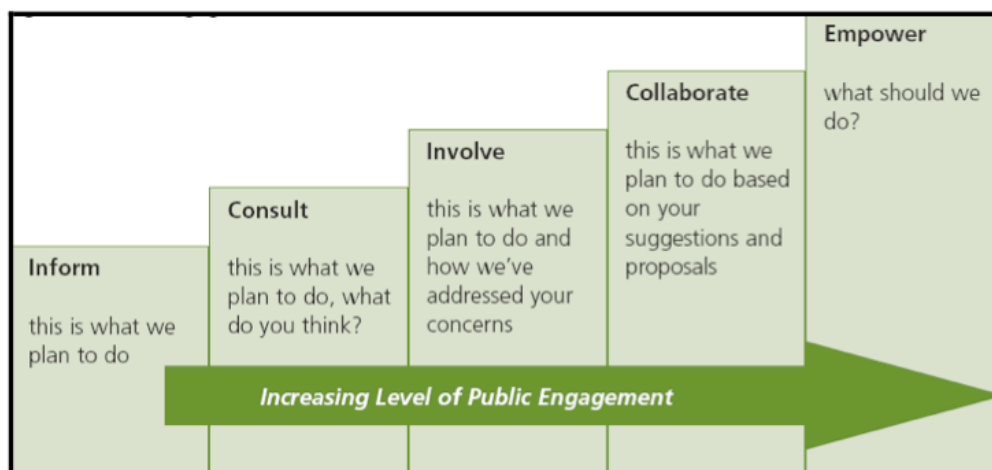 Inform
this is what we
plan to do
Consult
this is what we
plan to do, what
do you think?
Involve
this is what we
plan to do and
how we've
addressed your
concerns
Collaborate
this is what we
plan to do based
on your
suggestions and
proposals
Empower
what should we
do?
Increasing Level of Public Engagement